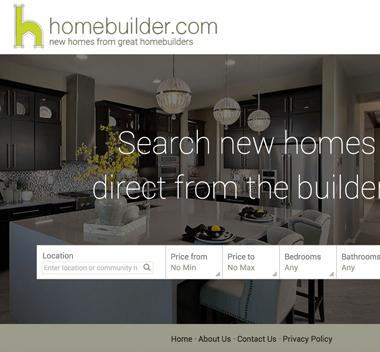 homebuilder.com
new homes from great homebuilders
Search new homes
direct from the builder
Location
Price from
Price to
Bedrooms
Bathrooms
Enter location or community n
No Min
No Max
Any
Any
Home · About Us · Contact Us · Privacy Policy